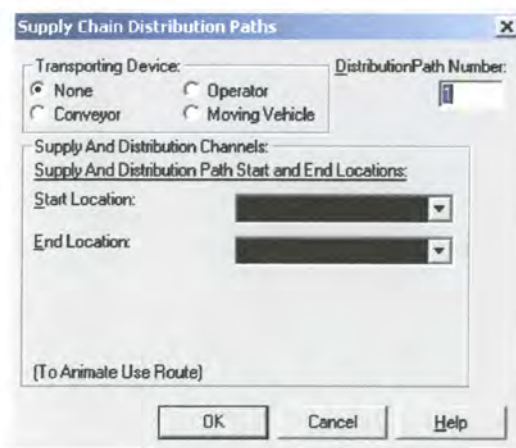 Supply Chain Distribution Paths
Transporting Device:
None
Operator
Conveyor
Moving Vehicle
DistributionPath Number:
1
Supply And Distribution Channels:
Supply And Distribution Path Start and End Locations:
Start Location:
End Location:
(To Animate Use Route)
OK
Cancel
Help